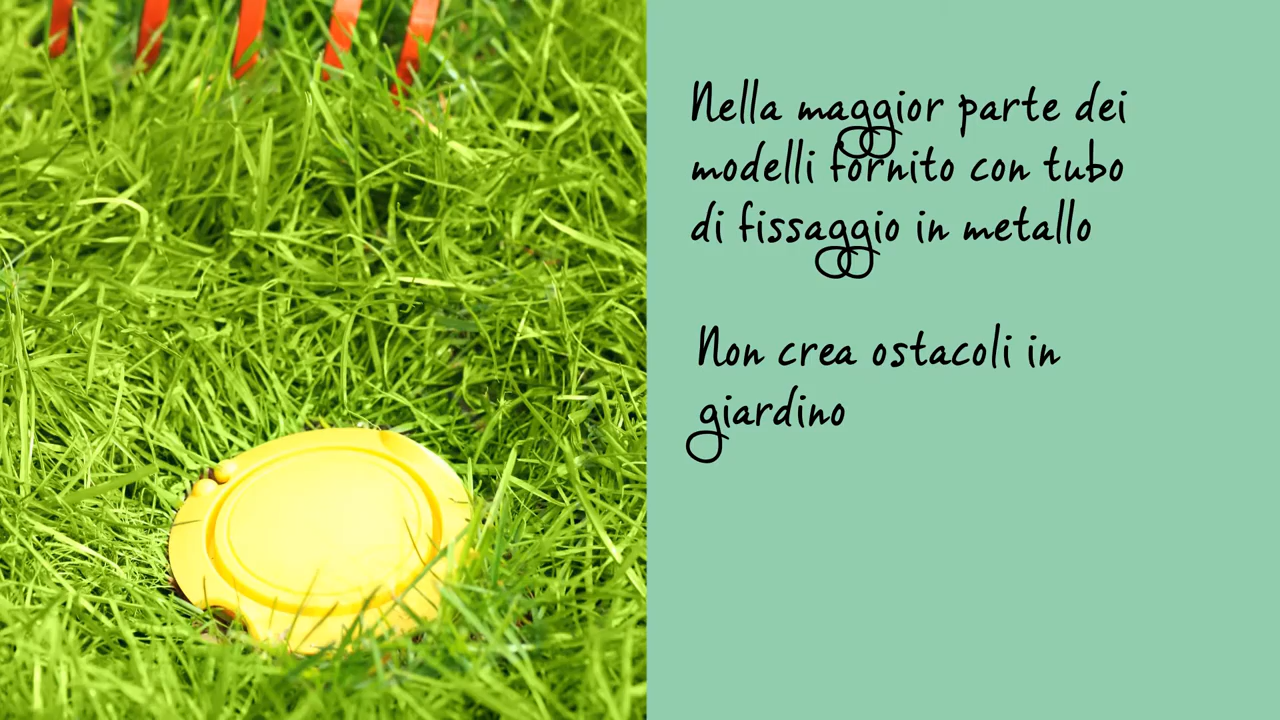 Nella maggior parte dei
modelli fornito con tubo
di fissaggio in metallo
Non crea ostacoli in
giardino